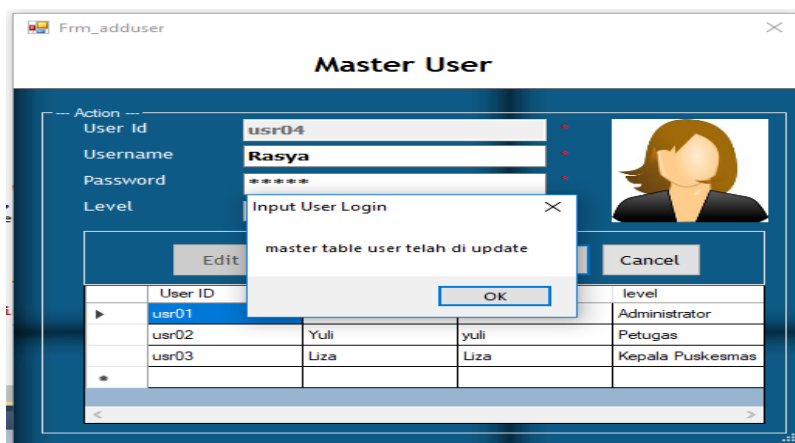 Frm_adduser
Master User
--- Action ---
User Id usr04 *
Username Rasya *
Password ***** *
Level
Input User Login
master table user telah di update
OK
Edit Cancel
User ID level
usr01 Administrator
usr02 Yuli yuli Petugas
usr03 Liza Liza Kepala Puskesmas